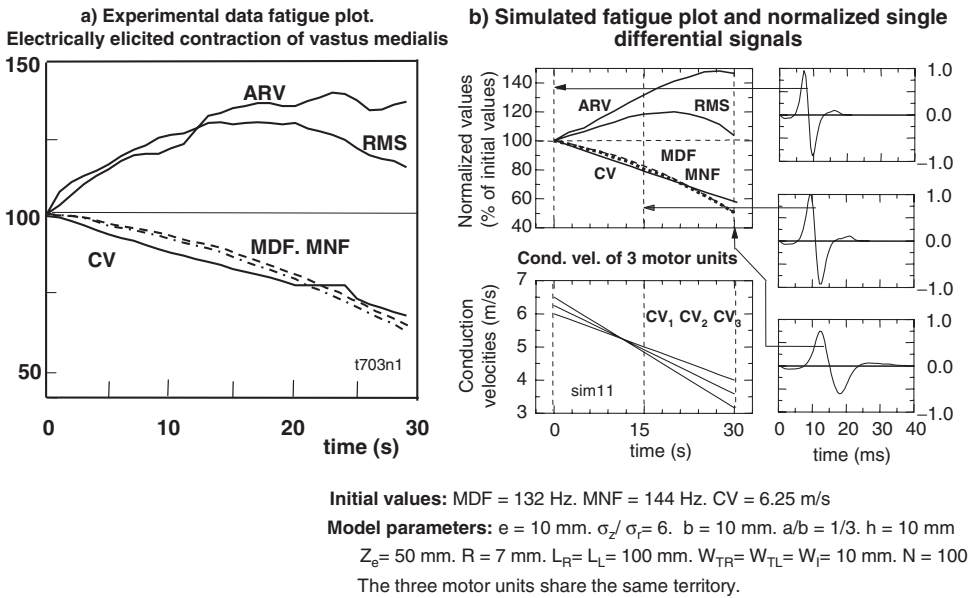 a) Experimental data fatigue plot.
Electrically elicited contraction of vastus medialis
150
100
50
ARV
RMS
MDF. MNF
CV
t703n1
0 10 20 30
time (s)
b) Simulated fatigue plot and normalized single
differential signals
Normalized values
(% of initial values)
140
120
100
80
60
40
ARV
RMS
MDF
MNF
CV
Cond. vel. of 3 motor units
Conduction
velocities (m/s)
7
6
5
4
3
CV1 CV2 CV3
sim11
0 15 30
time (s)
1.0
0.0
−1.0
1.0
0.0
−1.0
1.0
0.0
−1.0
0 10 20 30 40
time (ms)
Initial values: MDF = 132 Hz. MNF = 144 Hz. CV = 6.25 m/s
Model parameters: e = 10 mm. σz/ σr= 6. b = 10 mm. a/b = 1/3. h = 10 mm
Ze= 50 mm. R = 7 mm. LR= LL= 100 mm. WTR= WTL= WI= 10 mm. N = 100
The three motor units share the same territory.